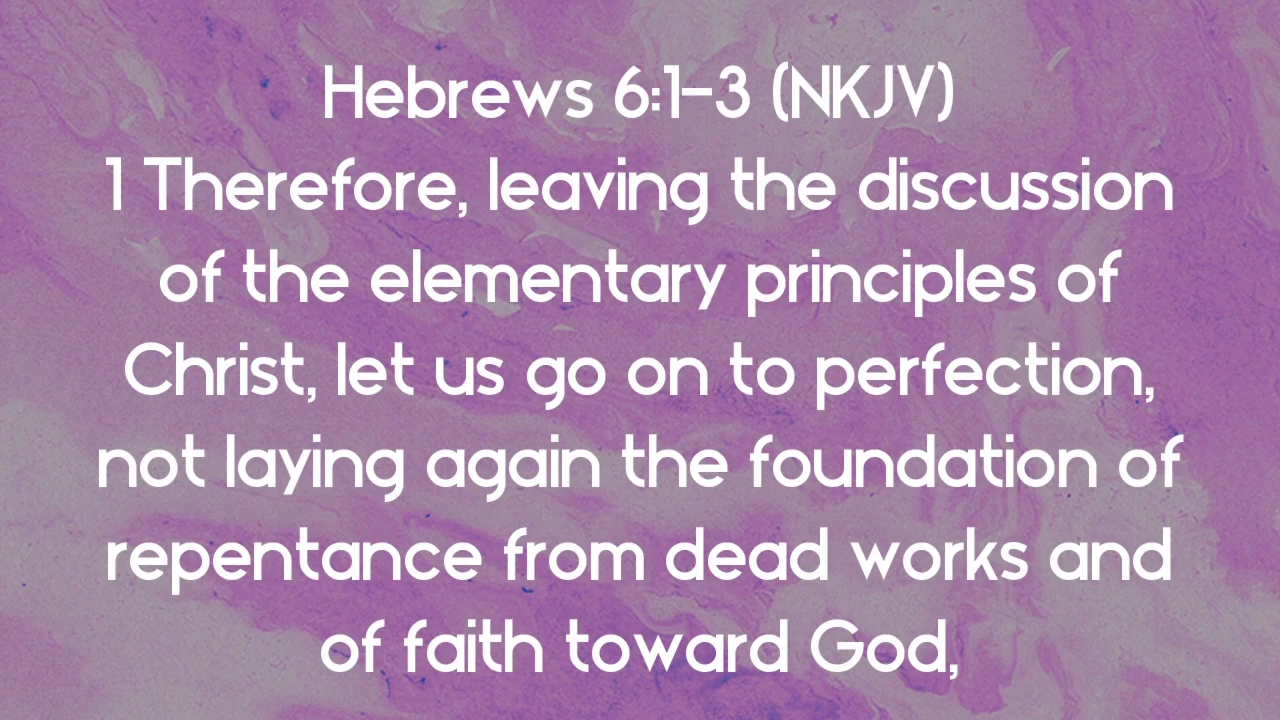 Hebrews 6:1-3 (NKJV)
1 Therefore, leaving the discussion
of the elementary principles of
Christ, let us go on to perfection,
not laying again the foundation of
repentance from dead works and
of faith toward God,